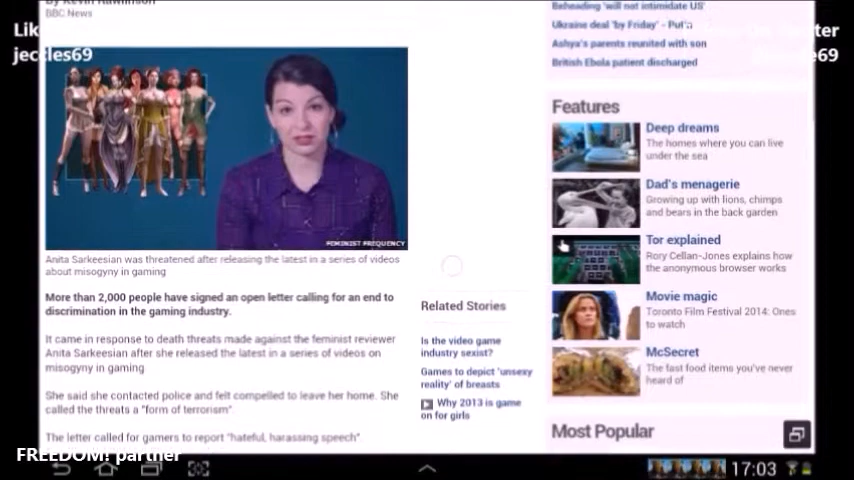 By Kevin Rawlinson
BBC News
Lik
jeccles69
FEMINIST FREQUENCY
Anita Sarkeesian was threatened after releasing the latest in a series of videos
about misogyny in gaming
More than 2,000 people have signed an open letter calling for an end to
discrimination in the gaming industry.
It came in response to death threats made against the feminist reviewer
Anita Sarkeesian after she released the latest in a series of videos on
misogyny in gaming
She said she contacted police and felt compelled to leave her home. She
called the threats a "form of terrorism".
The letter called for gamers to report "hateful, harassing speech".
FREEDOM! partner
Related Stories
Is the video game
industry sexist?
Games to depict 'unsexy
reality' of breasts
Why 2013 is game
on for girls
Beheading 'will not intimidate US'
Ukraine deal 'by Friday' - Putin
Ashya's parents reunited with son
British Ebola patient discharged
Features
Deep dreams
The homes where you can live
under the sea
Dad's menagerie
Growing up with lions, chimps
and bears in the back garden
Tor explained
Rory Cellan-Jones explains how
the anonymous browser works
Movie magic
Toronto Film Festival 2014: Ones
to watch
McSecret
The fast food items you've never
heard of
Most Popular
17:03